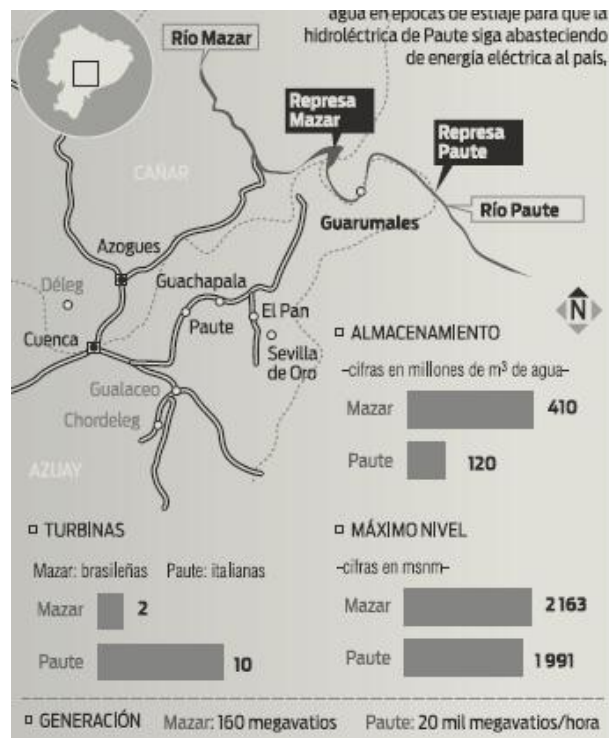 agua en épocas de estiaje para que la
hidroléctrica de Paute siga abasteciendo
de energía eléctrica al país,
Río Mazar
Represa
Mazar
Represa
Paute
CAÑAR
Río Paute
Guarumales
Azogues
Déleg
Guachapala
El Pan
Paute
Cuenca
Sevilla
de Oro
Gualaceo
Chordeleg
AZUAY
N
ALMACENAMIENTO
-cifras en millones de m³ de agua-
Mazar 410
Paute 120
TURBINAS
Mazar: brasileñas Paute: italianas
Mazar 2
Paute 10
MÁXIMO NIVEL
-cifras en msnm-
Mazar 2163
Paute 1991
GENERACIÓN Mazar: 160 megavatios Paute: 20 mil megavatios/hora